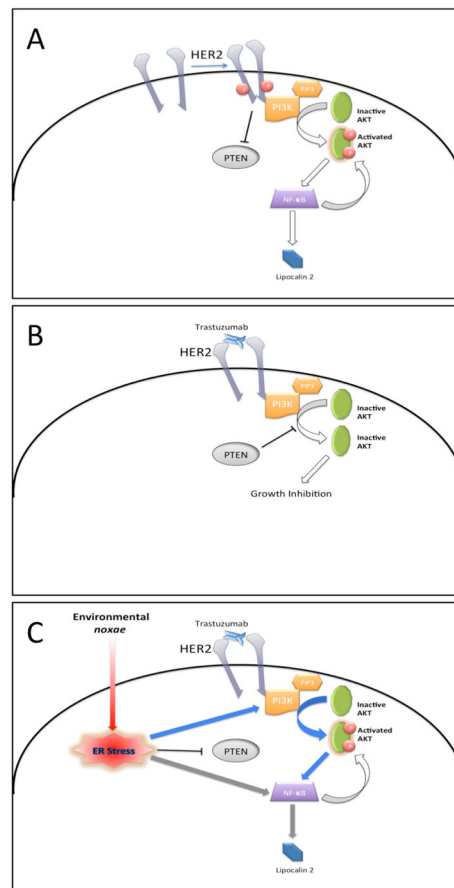 A
HER2
P
P
PIP3
PI3K
Inactive
AKT
P
Activated
AKT
P
PTEN
NF-κB
Lipocalin 2
B
Trastuzumab
HER2
PIP3
PI3K
Inactive
AKT
Inactive
AKT
PTEN
Growth Inhibition
C
Environmental
noxae
Trastuzumab
HER2
PIP3
PI3K
Inactive
AKT
P
Activated
AKT
P
ER Stress
PTEN
NF-κB
Lipocalin 2